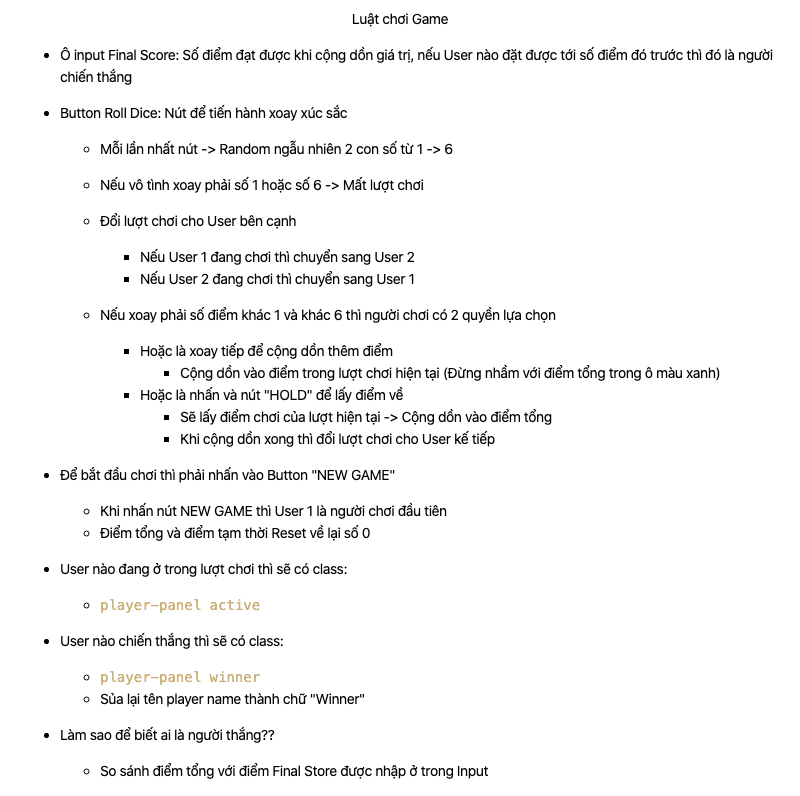 Luật chơi Game
Ô input Final Score: Số điểm đạt được khi cộng dồn giá trị, nếu User nào đặt được tới số điểm đó trước thì đó là người
chiến thắng
Button Roll Dice: Nút để tiến hành xoay xúc sắc
Mỗi lần nhất nút -> Random ngẫu nhiên 2 con số từ 1 -> 6
Nếu vô tình xoay phải số 1 hoặc số 6 -> Mất lượt chơi
Đổi lượt chơi cho User bên cạnh
Nếu User 1 đang chơi thì chuyển sang User 2
Nếu User 2 đang chơi thì chuyển sang User 1
Nếu xoay phải số điểm khác 1 và khác 6 thì người chơi có 2 quyền lựa chọn
Hoặc là xoay tiếp để cộng dồn thêm điểm
Cộng dồn vào điểm trong lượt chơi hiện tại (Đừng nhầm với điểm tổng trong ô màu xanh)
Hoặc là nhấn và nút "HOLD" để lấy điểm về
Sẽ lấy điểm chơi của lượt hiện tại -> Cộng dồn vào điểm tổng
Khi cộng dồn xong thì đổi lượt chơi cho User kế tiếp
Để bắt đầu chơi thì phải nhấn vào Button "NEW GAME"
Khi nhấn nút NEW GAME thì User 1 là người chơi đầu tiên
Điểm tổng và điểm tạm thời Reset về lại số 0
User nào đang ở trong lượt chơi thì sẽ có class:
player-panel active
User nào chiến thắng thì sẽ có class:
player-panel winner
Sủa lại tên player name thành chữ "Winner"
Làm sao để biết ai là người thắng??
So sánh điểm tổng với điểm Final Store được nhập ở trong Input